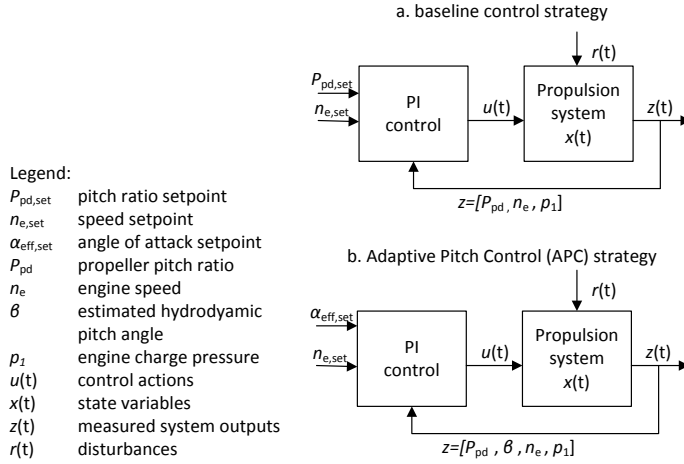 a. baseline control strategy
r(t)
Ppd,set
ne,set
PI
control
u(t)
Propulsion
system
x(t)
z(t)
z=[Ppd , ne , p1]
Legend:
Ppd,set pitch ratio setpoint
ne,set speed setpoint
αeff,set angle of attack setpoint
Ppd propeller pitch ratio
ne engine speed
β estimated hydrodyamic
pitch angle
p1 engine charge pressure
u(t) control actions
x(t) state variables
z(t) measured system outputs
r(t) disturbances
b. Adaptive Pitch Control (APC) strategy
r(t)
αeff,set
ne,set
PI
control
u(t)
Propulsion
system
x(t)
z(t)
z=[Ppd , β , ne , p1]